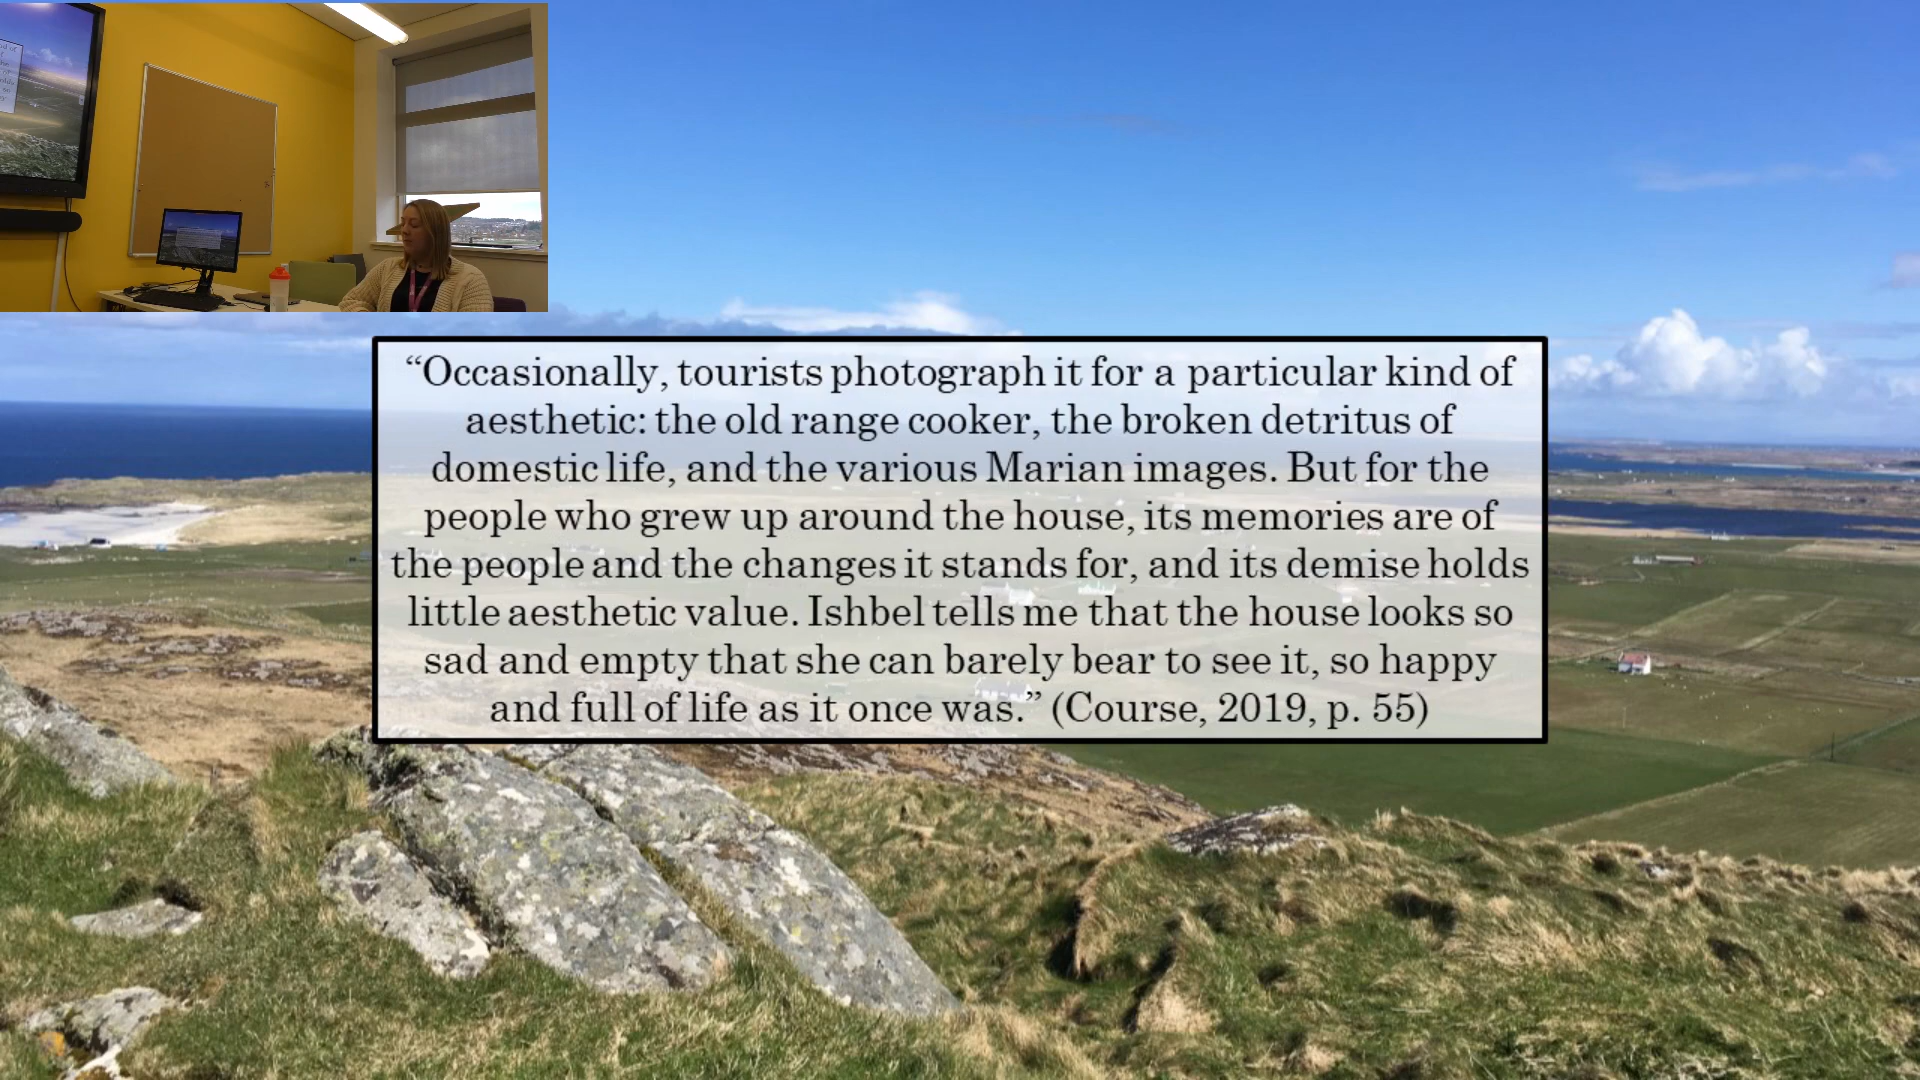 “Occasionally, tourists photograph it for a particular kind of
aesthetic: the old range cooker, the broken detritus of
domestic life, and the various Marian images. But for the
people who grew up around the house, its memories are of
the people and the changes it stands for, and its demise holds
little aesthetic value. Ishbel tells me that the house looks so
sad and empty that she can barely bear to see it, so happy
and full of life as it once was.” (Course, 2019, p. 55)